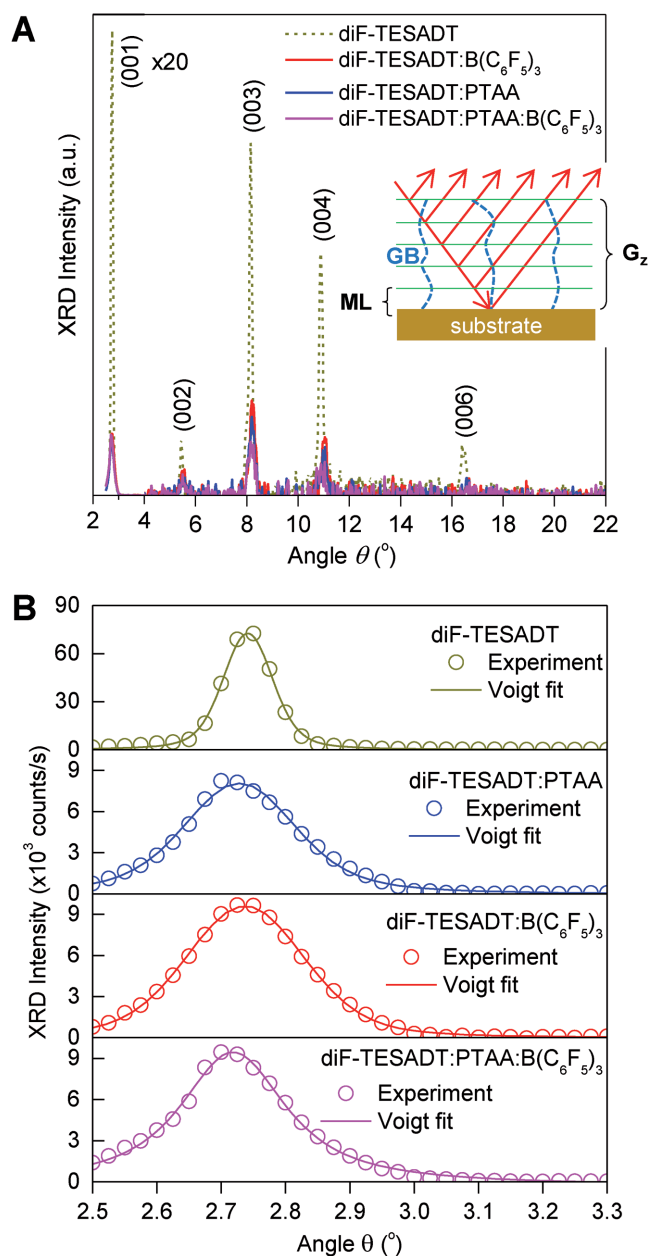 A
(001)
x20
(002)
(003)
(004)
(006)
diF-TESADT
diF-TESADT:B(C₆F₅)₃
diF-TESADT:PTAA
diF-TESADT:PTAA:B(C₆F₅)₃
GB
G_z
ML
substrate
XRD Intensity (a.u.)
2 4 6 8 10 12 14 16 18 20 22
Angle θ (°)
B
XRD Intensity (x10³ counts/s)
90
60
30
0
diF-TESADT
Experiment
Voigt fit
9
6
3
0
diF-TESADT:PTAA
Experiment
Voigt fit
9
6
3
0
diF-TESADT:B(C₆F₅)₃
Experiment
Voigt fit
9
6
3
0
diF-TESADT:PTAA:B(C₆F₅)₃
Experiment
Voigt fit
2.5 2.6 2.7 2.8 2.9 3.0 3.1 3.2 3.3
Angle θ (°)